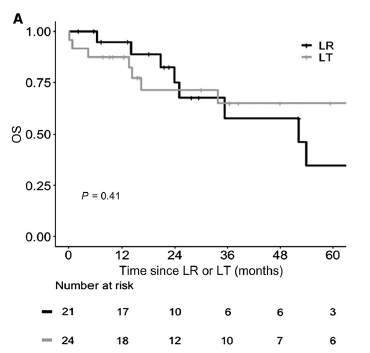 A
1.00
0.75
0.50
0.25
0.00
OS
LR
LT
P = 0.41
0 12 24 36 48 60
Time since LR or LT (months)
Number at risk
21 17 10 6 6 3
24 18 12 10 7 6